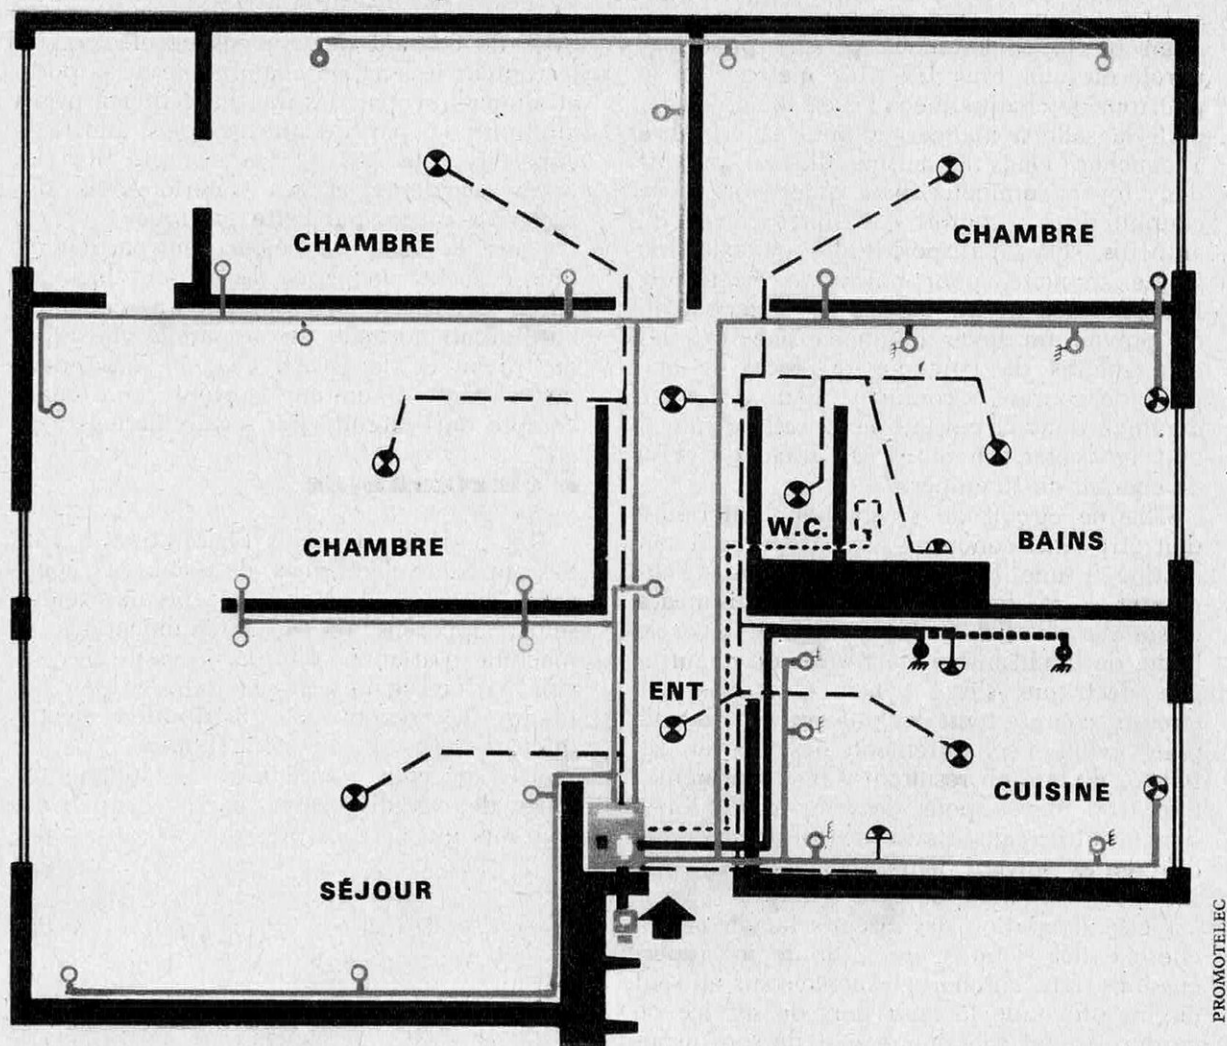 CHAMBRE
CHAMBRE
CHAMBRE
W.C.
BAINS
ENT
CUISINE
SÉJOUR
PROMOTELEC